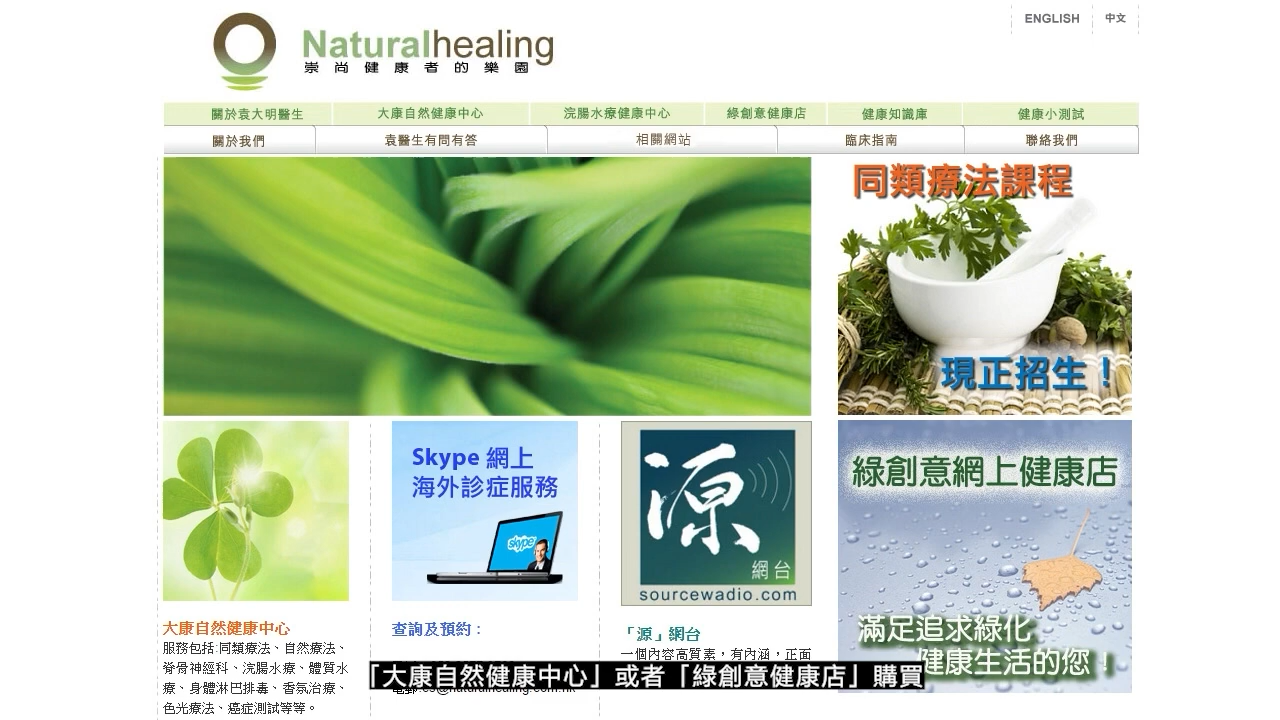 ENGLISH 中文
Naturalhealing
崇尚健康者的樂園
關於袁大明醫生 大康自然健康中心 浣腸水療健康中心 綠創意健康店 健康知識庫 健康小測試
關於我們 袁醫生有問有答 相關網站 臨床指南 聯絡我們
同類療法課程
現正招生！
Skype 網上
海外診症服務
skype
源
網台
sourcewadio.com
綠創意網上健康店
滿足追求綠化
健康生活的您！
大康自然健康中心
服務包括:同類療法、自然療法、
脊骨神經科、浣腸水療、體質水
療、身體淋巴排毒、香氛治療、
色光療法、癌症測試等等。
查詢及預約：
「源」網台
一個內容高質素，有內涵，正面
「大康自然健康中心」或者「綠創意健康店」購買